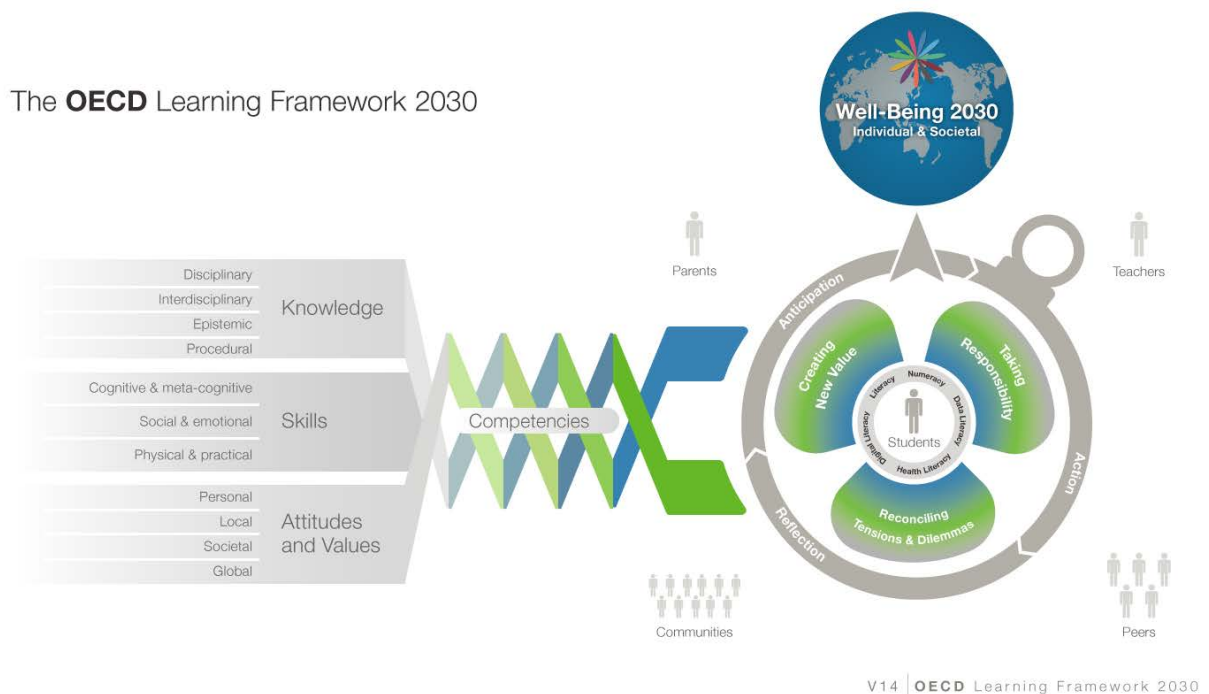 The OECD Learning Framework 2030
Well-Being 2030
Individual & Societal
Parents
Teachers
Disciplinary
Interdisciplinary
Epistemic
Procedural
Knowledge
Cognitive & meta-cognitive
Social & emotional
Physical & practical
Skills
Personal
Local
Societal
Global
Attitudes
and Values
Competencies
Anticipation
Action
Reflection
Creating
New Value
Taking
Responsibility
Reconciling
Tensions & Dilemmas
Literacy
Numeracy
Data Literacy
Health Literacy
Digital Literacy
Students
Communities
Peers
V14 | OECD Learning Framework 2030